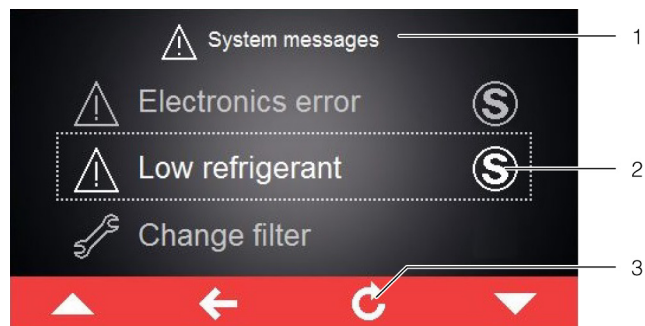 System messages
1
Electronics error S
Low refrigerant S
2
Change filter
3